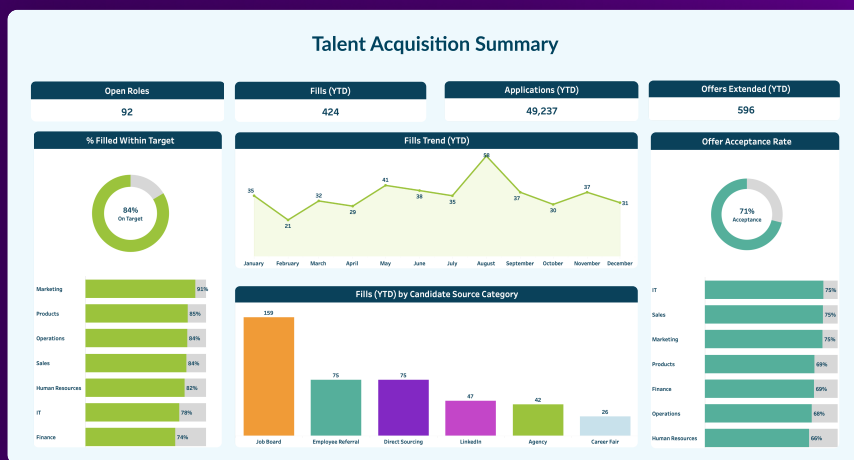 Talent Acquisition Summary
Open Roles
92
Fills (YTD)
424
Applications (YTD)
49,237
Offers Extended (YTD)
596
% Filled Within Target
84%
On Target
Marketing 91%
Products 85%
Operations 84%
Sales 84%
Human Resources 82%
IT 78%
Finance 74%
Fills Trend (YTD)
35
21
32
29
41
38
35
58
37
30
37
31
January February March April May June July August September October November December
Fills (YTD) by Candidate Source Category
159
75
75
47
42
26
Job Board Employee Referral Direct Sourcing LinkedIn Agency Career Fair
Offer Acceptance Rate
71%
Acceptance
IT 75%
Sales 75%
Marketing 75%
Products 69%
Finance 69%
Operations 68%
Human Resources 66%